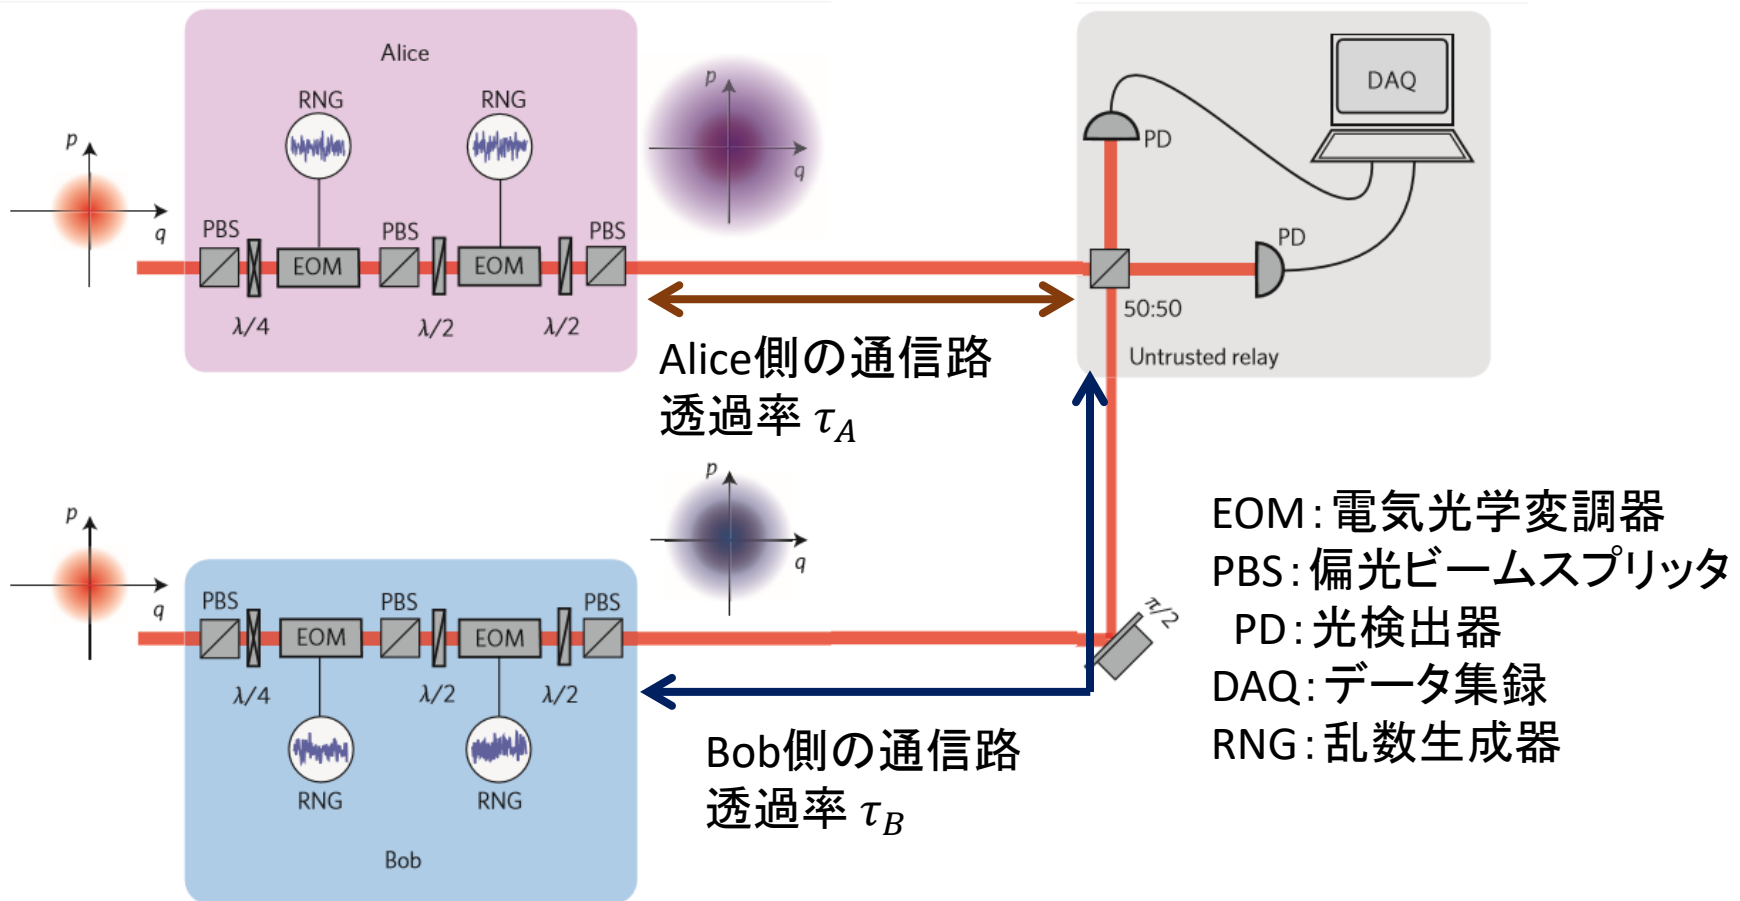 Alice
RNG
RNG
p
q
PBS
EOM
PBS
EOM
PBS
λ/4
λ/2
λ/2
p
q
PD
DAQ
PD
50:50
Untrusted relay
Alice側の通信路
透過率 τ_A
p
q
PBS
EOM
PBS
EOM
PBS
λ/4
λ/2
λ/2
RNG
RNG
Bob
p
q
π/2
Bob側の通信路
透過率 τ_B
EOM:電気光学変調器
PBS:偏光ビームスプリッタ
PD:光検出器
DAQ:データ集録
RNG:乱数生成器